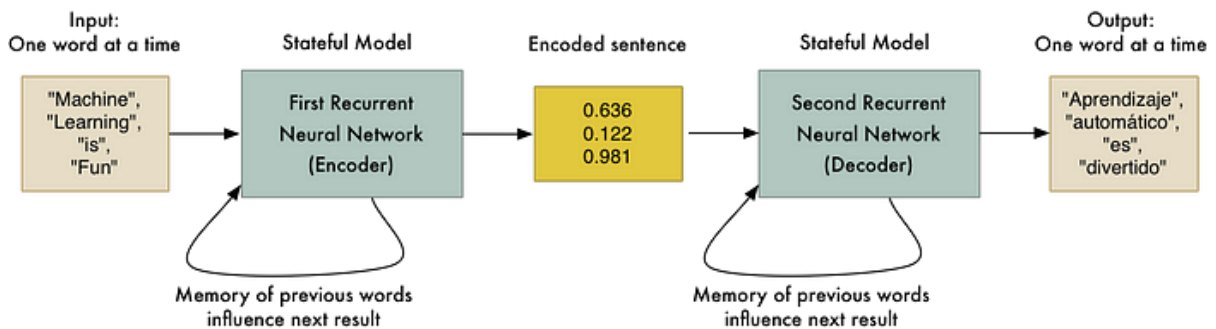 Input:
One word at a time
"Machine",
"Learning",
"is",
"Fun"
Stateful Model
First Recurrent
Neural Network
(Encoder)
Memory of previous words
influence next result
Encoded sentence
0.636
0.122
0.981
Stateful Model
Second Recurrent
Neural Network
(Decoder)
Memory of previous words
influence next result
Output:
One word at a time
"Aprendizaje",
"automático",
"es",
"divertido"